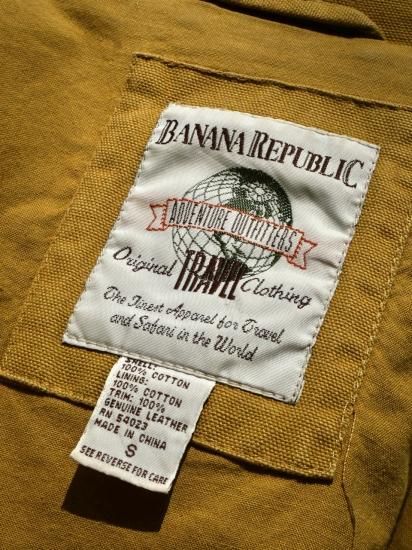 BANANA REPUBLIC
ADVENTURE OUTFITTERS
Original TRAVEL Clothing
The Finest Apparel for Travel
and Safari in the World
SHELL:
100% COTTON
LINING:
100% COTTON
TRIM: 100%
GENUINE LEATHER
RN 54023
MADE IN CHINA
S
SEE REVERSE FOR CARE